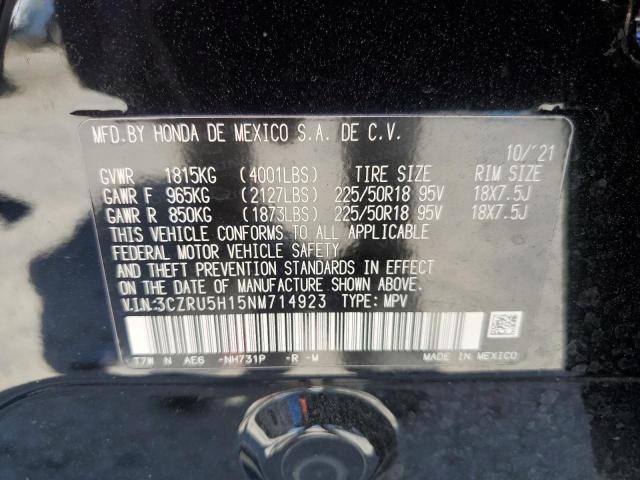 MFD.BY HONDA DE MEXICO S.A. DE C.V.
10/'21
GVWR 1815KG (4001LBS) TIRE SIZE RIM SIZE
GAWR F 965KG (2127LBS) 225/50R18 95V 18X7.5J
GAWR R 850KG (1873LBS) 225/50R18 95V 18X7.5J
THIS VEHICLE CONFORMS TO ALL APPLICABLE
FEDERAL MOTOR VEHICLE SAFETY
AND THEFT PREVENTION STANDARDS IN EFFECT
ON THE DATE OF MANUFACTURE SHOWN ABOVE.
V.I.N:3CZRU5H15NM714923 TYPE: MPV
T7W N AE6 -NH731P -R -M MADE IN MEXICO